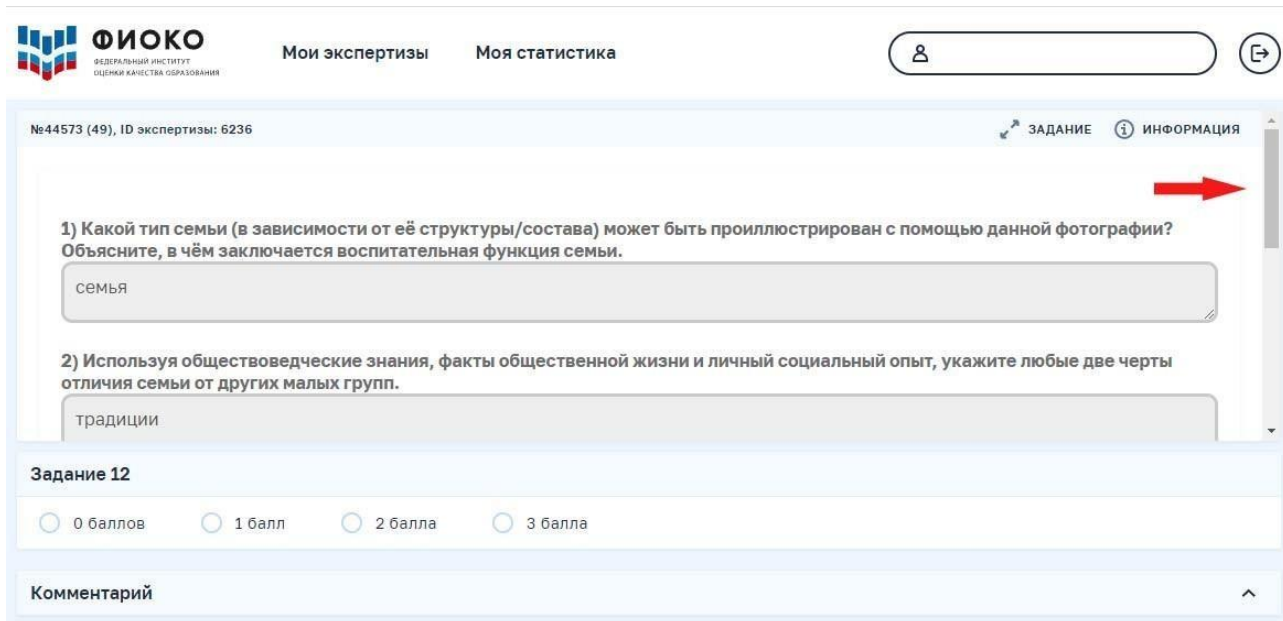 ФИОКО
ФЕДЕРАЛЬНЫЙ ИНСТИТУТ
ОЦЕНКИ КАЧЕСТВА ОБРАЗОВАНИЯ
Мои экспертизы Моя статистика
№44573 (49), ID экспертизы: 6236 ЗАДАНИЕ ИНФОРМАЦИЯ
1) Какой тип семьи (в зависимости от её структуры/состава) может быть проиллюстрирован с помощью данной фотографии?
Объясните, в чём заключается воспитательная функция семьи.
семья
2) Используя обществоведческие знания, факты общественной жизни и личный социальный опыт, укажите любые две черты
отличия семьи от других малых групп.
традиции
Задание 12
0 баллов 1 балл 2 балла 3 балла
Комментарий